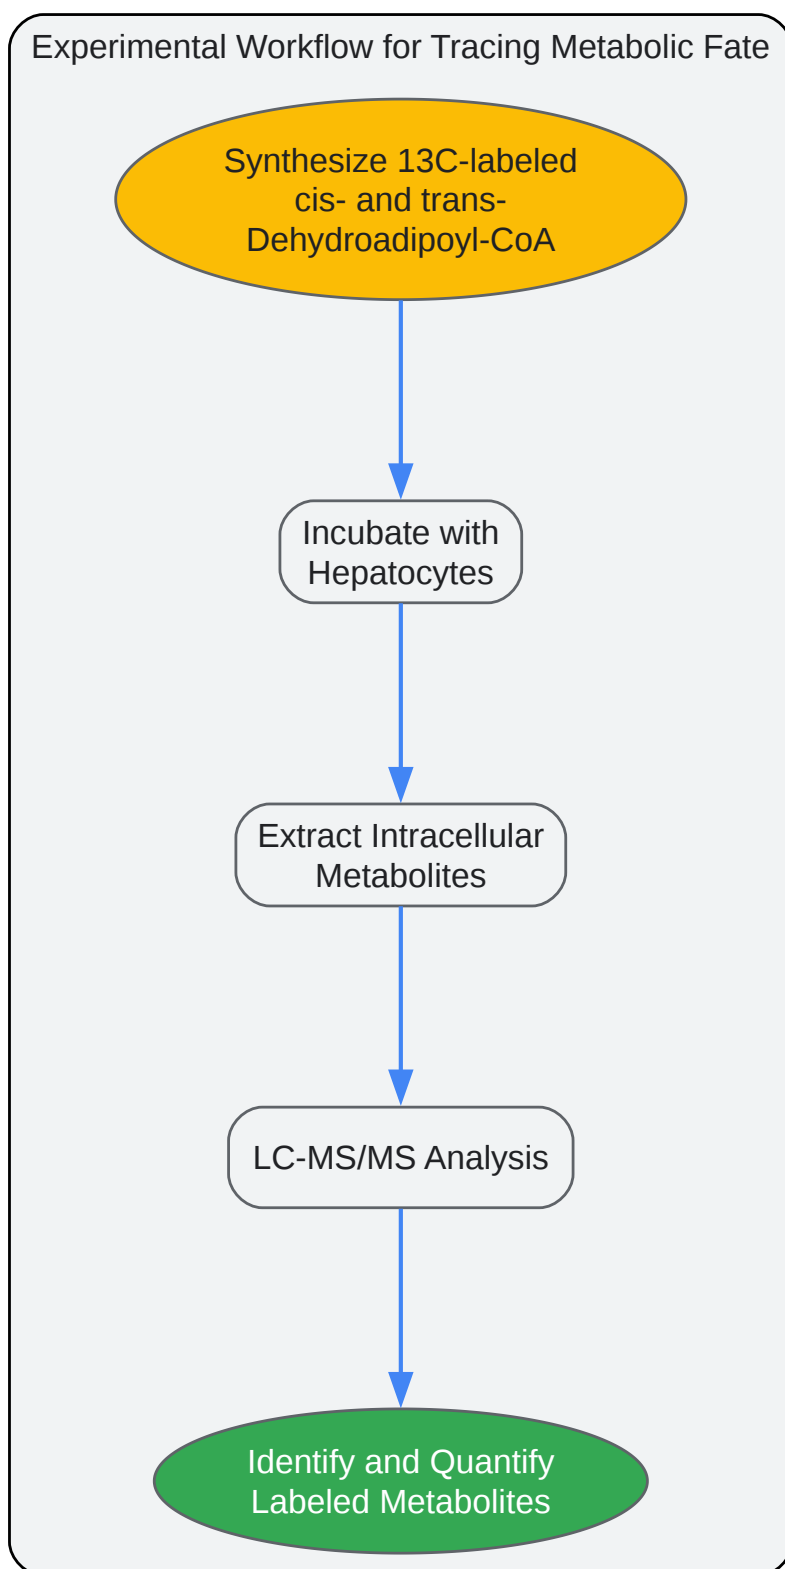 Experimental Workflow for Tracing Metabolic Fate
Synthesize 13C-labeled
cis- and trans-
Dehydroadipoyl-CoA
Incubate with
Hepatocytes
Extract Intracellular
Metabolites
LC-MS/MS Analysis
Identify and Quantify
Labeled Metabolites